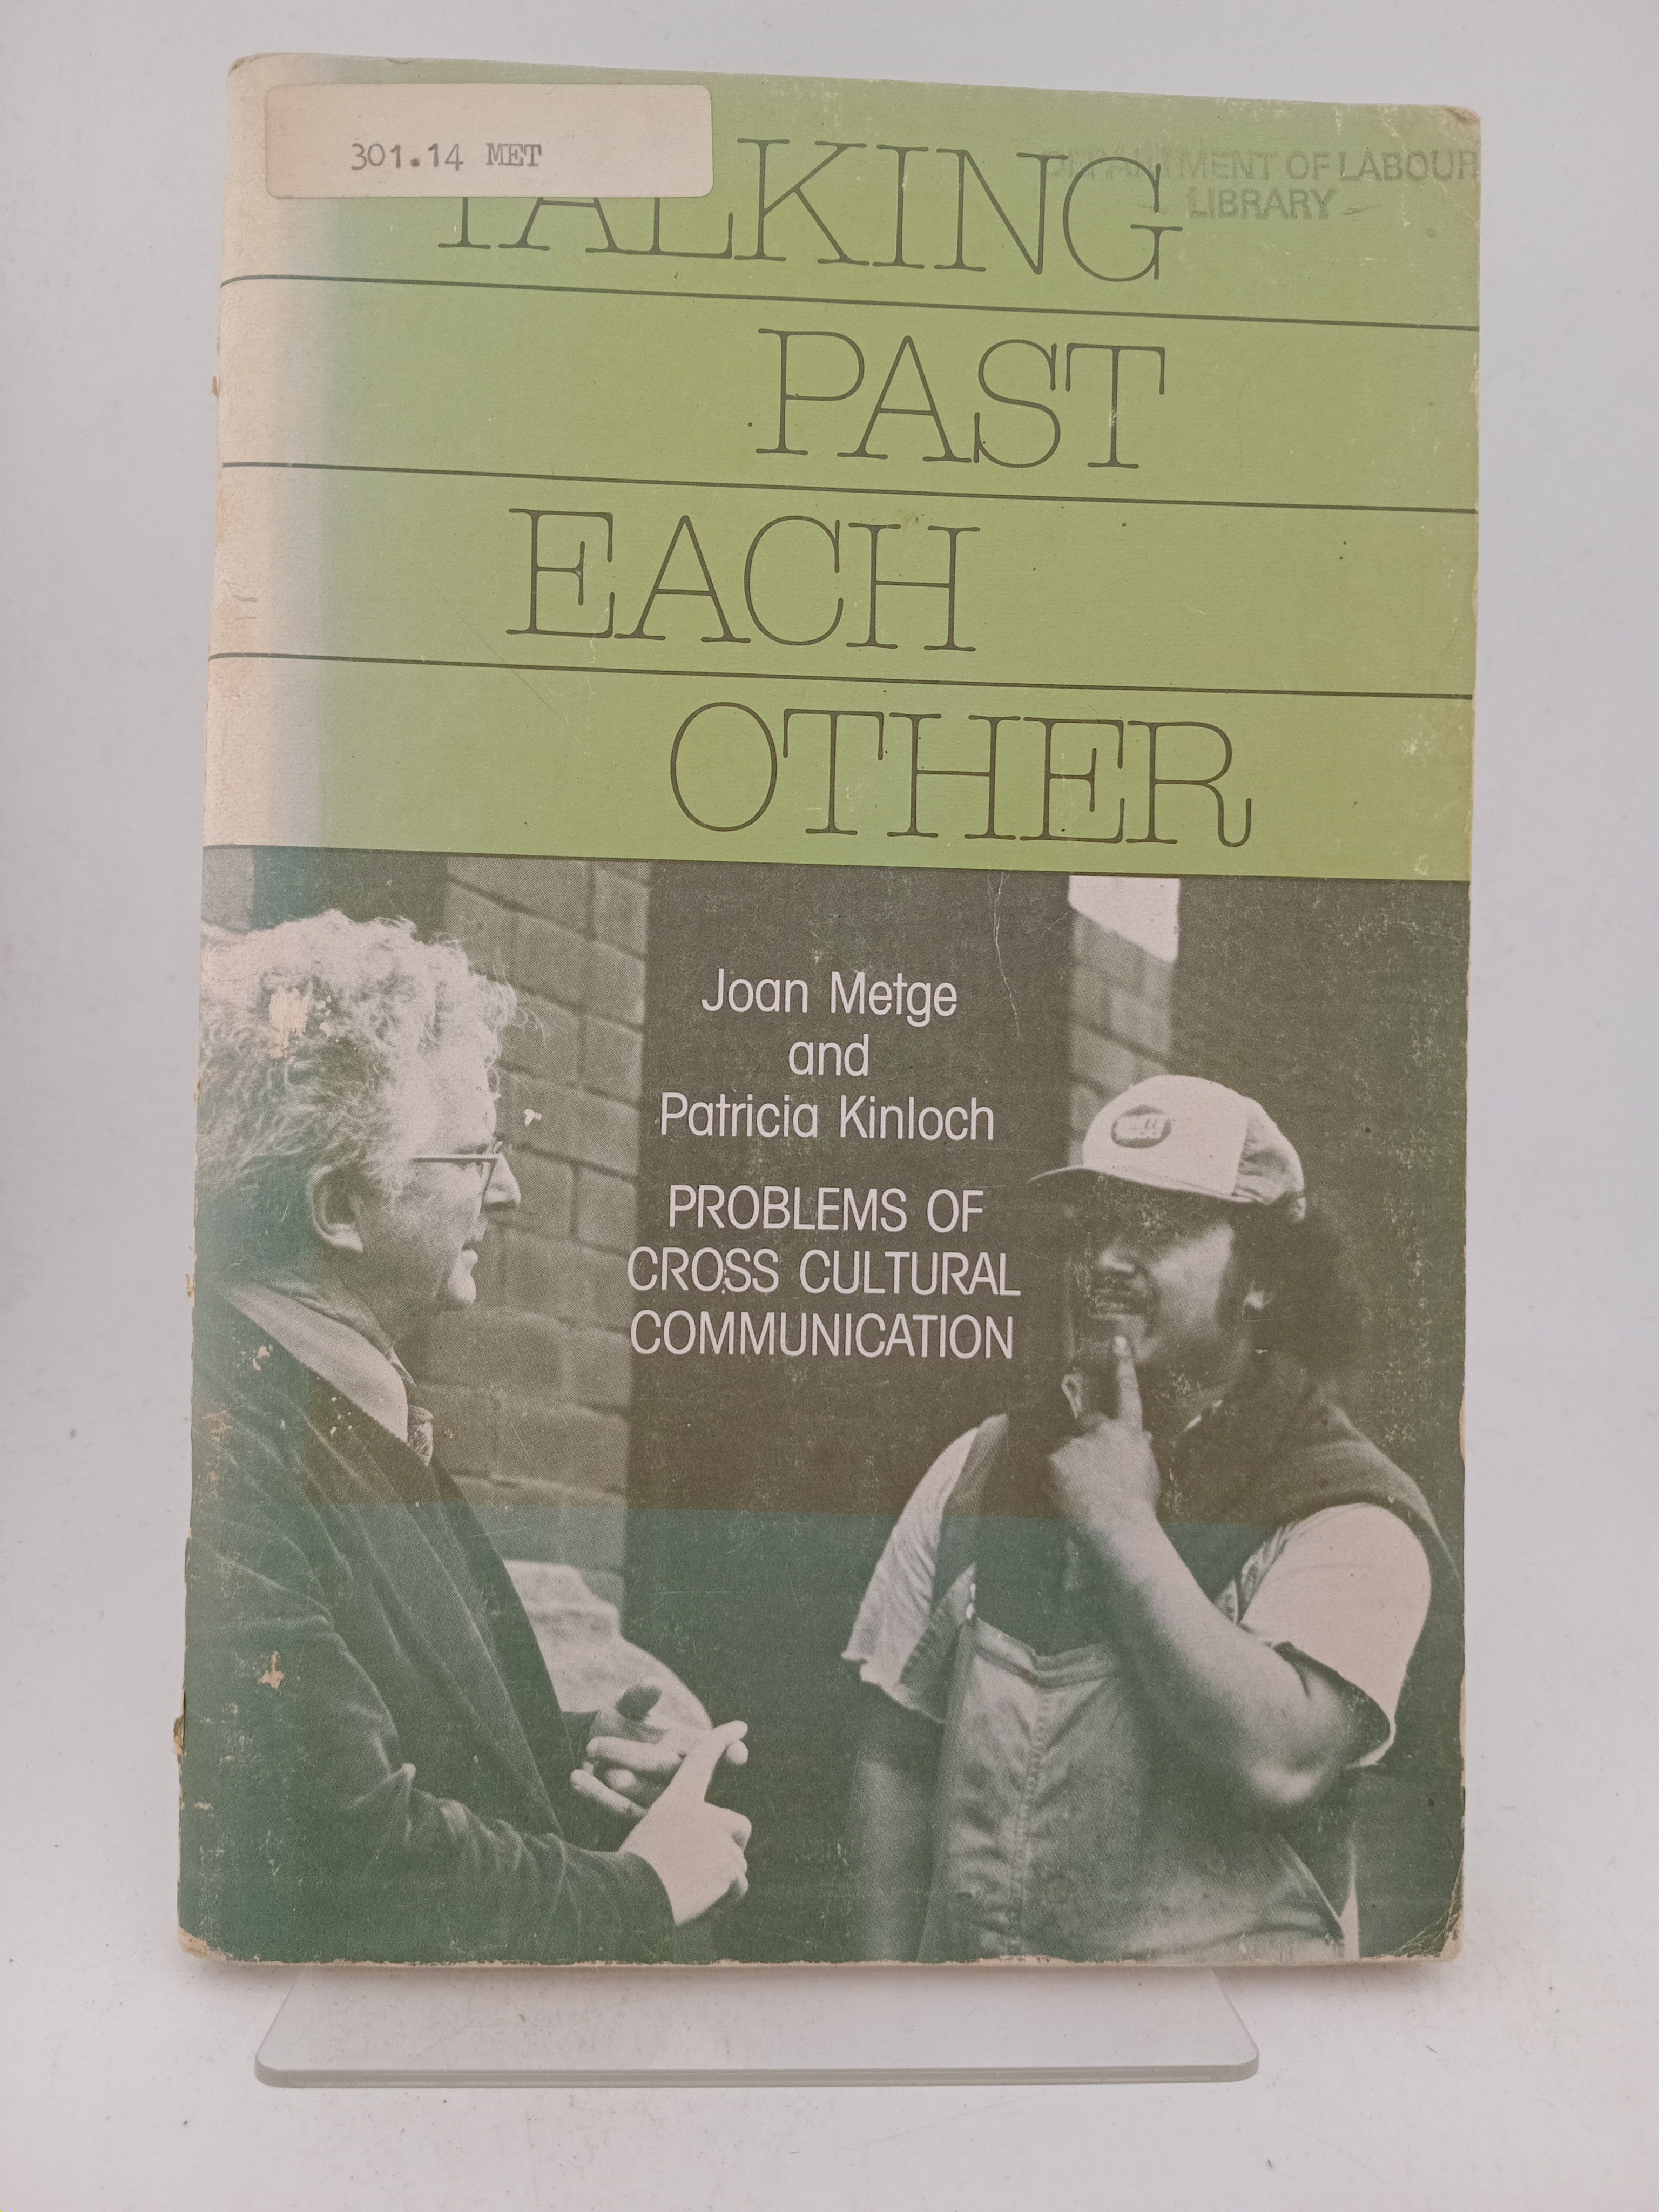 301.14 MET
DEPARTMENT OF LABOUR
LIBRARY
TALKING
PAST
EACH
OTHER
Joan Metge
and
Patricia Kinloch
PROBLEMS OF
CROSS CULTURAL
COMMUNICATION